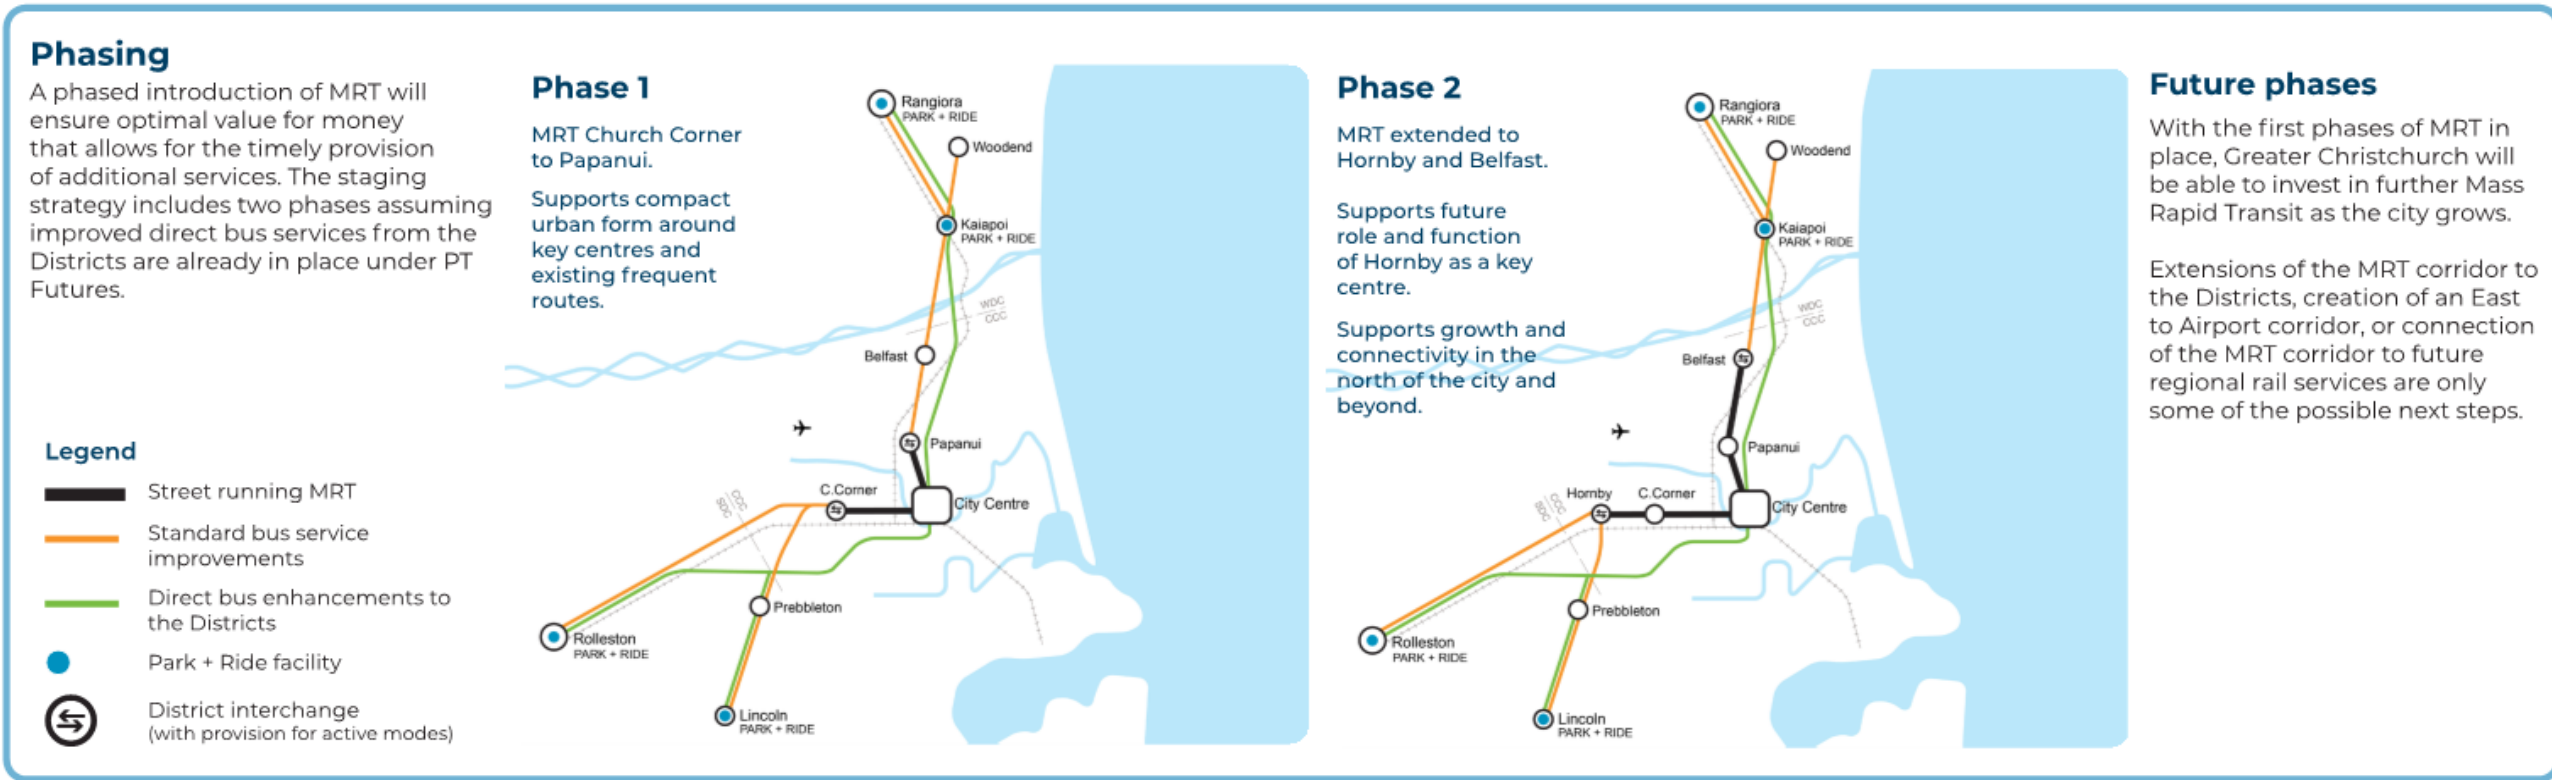 Phasing
A phased introduction of MRT will
ensure optimal value for money
that allows for the timely provision
of additional services. The staging
strategy includes two phases assuming
improved direct bus services from the
Districts are already in place under PT
Futures.
Legend
Street running MRT
Standard bus service
improvements
Direct bus enhancements to
the Districts
Park + Ride facility
District interchange
(with provision for active modes)
Phase 1
MRT Church Corner
to Papanui.
Supports compact
urban form around
key centres and
existing frequent
routes.
Rangiora
PARK + RIDE
Woodend
Kaiapoi
PARK + RIDE
WDC
CCC
Belfast
Papanui
C.Corner
City Centre
CCC
SDC
Prebbleton
Rolleston
PARK + RIDE
Lincoln
PARK + RIDE
Phase 2
MRT extended to
Hornby and Belfast.
Supports future
role and function
of Hornby as a key
centre.
Supports growth and
connectivity in the
north of the city and
beyond.
Rangiora
PARK + RIDE
Woodend
Kaiapoi
PARK + RIDE
WDC
CCC
Belfast
Papanui
Hornby
C.Corner
City Centre
CCC
SDC
Prebbleton
Rolleston
PARK + RIDE
Lincoln
PARK + RIDE
Future phases
With the first phases of MRT in
place, Greater Christchurch will
be able to invest in further Mass
Rapid Transit as the city grows.
Extensions of the MRT corridor to
the Districts, creation of an East
to Airport corridor, or connection
of the MRT corridor to future
regional rail services are only
some of the possible next steps.